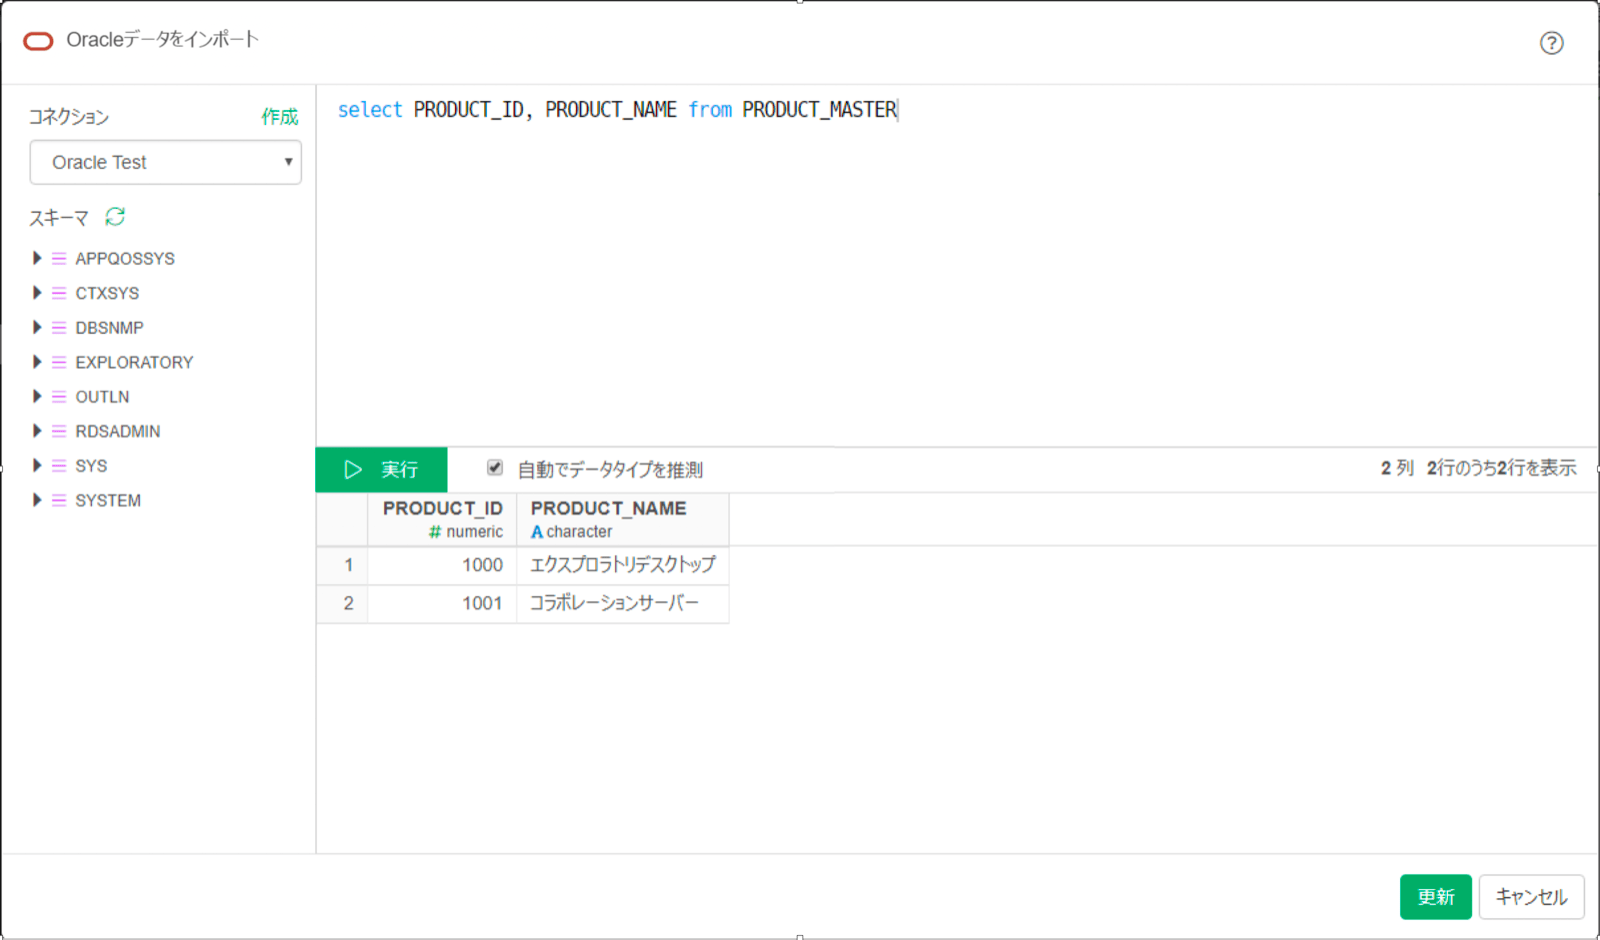 Oracleデータをインポート
コネクション 作成
Oracle Test
スキーマ
APPQOSSYS
CTXSYS
DBSNMP
EXPLORATORY
OUTLN
RDSADMIN
SYS
SYSTEM
select PRODUCT_ID, PRODUCT_NAME from PRODUCT_MASTER
実行 自動でデータタイプを推測 2 列 2行のうち2行を表示
PRODUCT_ID PRODUCT_NAME
# numeric A character
1 1000 エクスプロラトリデスクトップ
2 1001 コラボレーションサーバー
更新 キャンセル